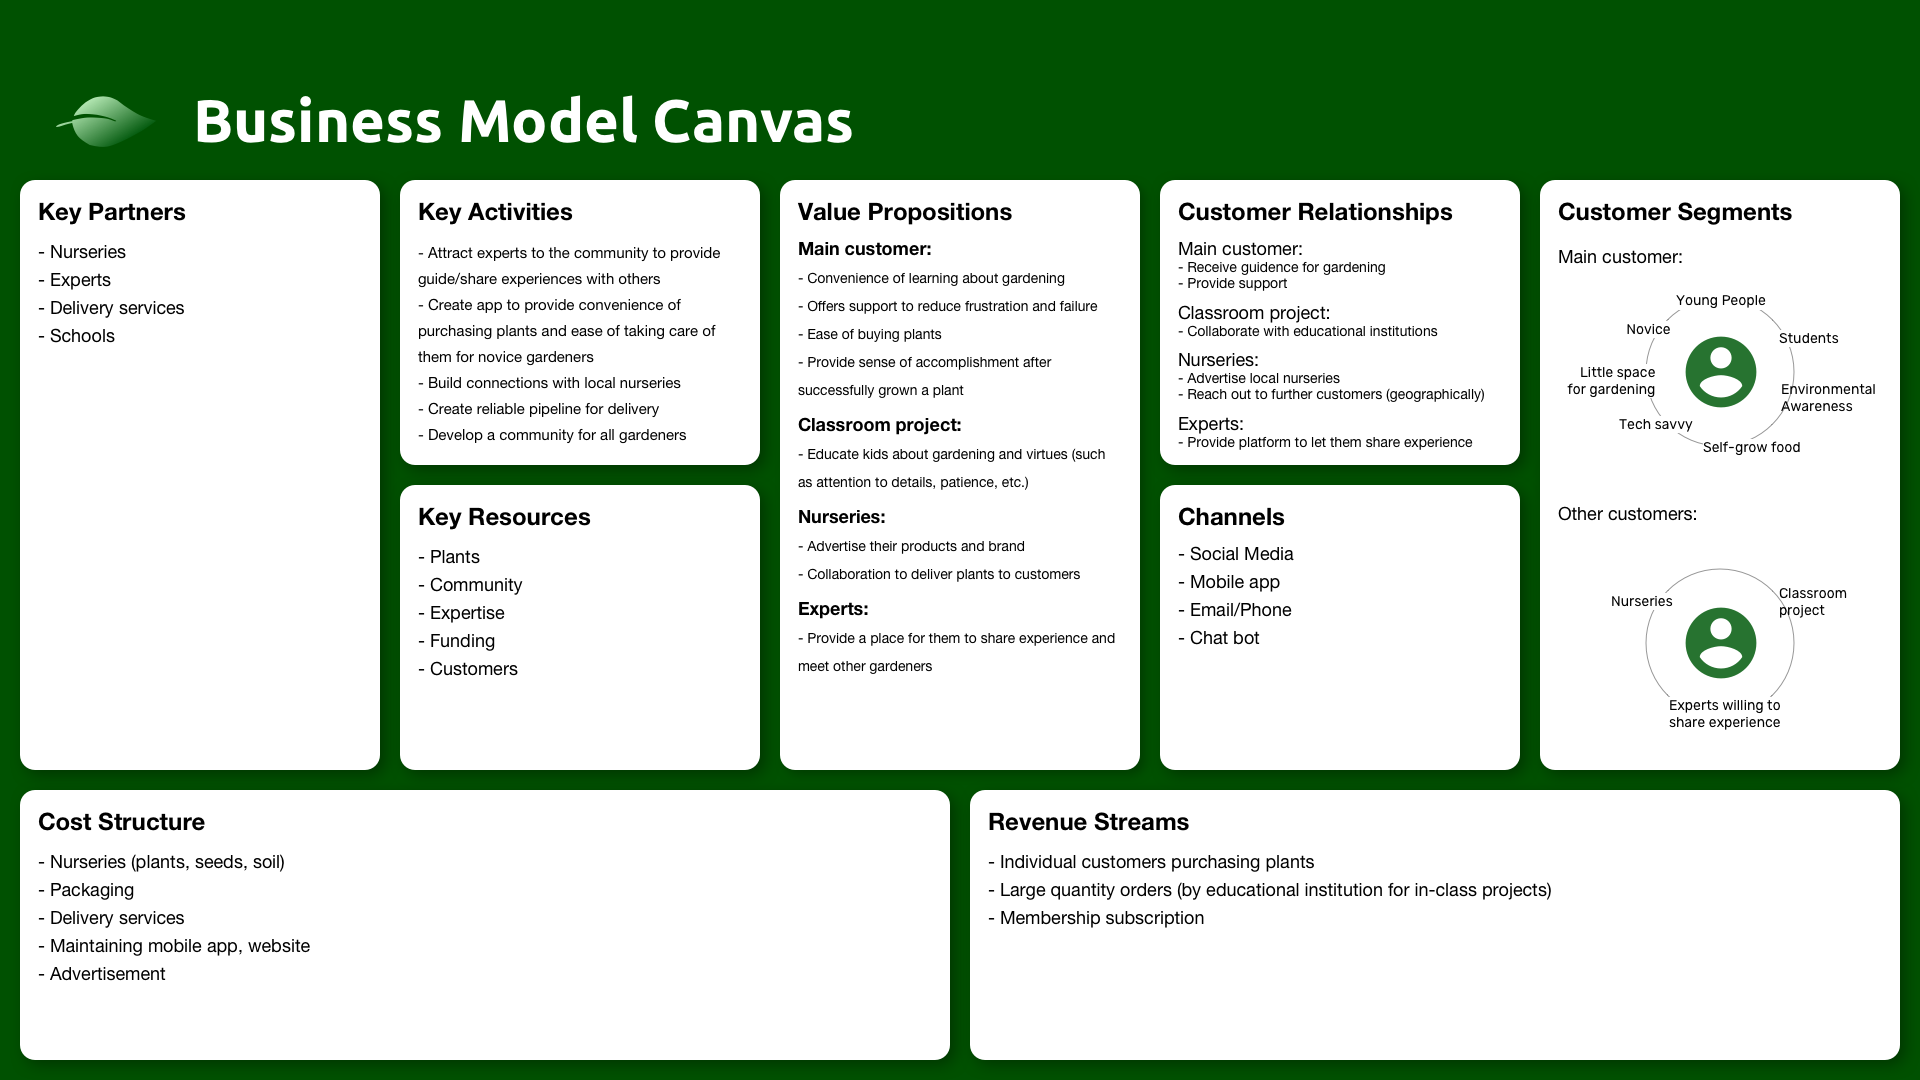 Business Model Canvas
Key Partners
- Nurseries
- Experts
- Delivery services
- Schools
Key Activities
- Attract experts to the community to provide
guide/share experiences with others
- Create app to provide convenience of
purchasing plants and ease of taking care of
them for novice gardeners
- Build connections with local nurseries
- Create reliable pipeline for delivery
- Develop a community for all gardeners
Key Resources
- Plants
- Community
- Expertise
- Funding
- Customers
Value Propositions
Main customer:
- Convenience of learning about gardening
- Offers support to reduce frustration and failure
- Ease of buying plants
- Provide sense of accomplishment after
successfully grown a plant
Classroom project:
- Educate kids about gardening and virtues (such
as attention to details, patience, etc.)
Nurseries:
- Advertise their products and brand
- Collaboration to deliver plants to customers
Experts:
- Provide a place for them to share experience and
meet other gardeners
Customer Relationships
Main customer:
- Receive guidence for gardening
- Provide support
Classroom project:
- Collaborate with educational institutions
Nurseries:
- Advertise local nurseries
- Reach out to further customers (geographically)
Experts:
- Provide platform to let them share experience
Channels
- Social Media
- Mobile app
- Email/Phone
- Chat bot
Customer Segments
Main customer:
Young People
Novice
Students
Little space
for gardening
Environmental
Awareness
Tech savvy
Self-grow food
Other customers:
Nurseries
Classroom
project
Experts willing to
share experience
Cost Structure
- Nurseries (plants, seeds, soil)
- Packaging
- Delivery services
- Maintaining mobile app, website
- Advertisement
Revenue Streams
- Individual customers purchasing plants
- Large quantity orders (by educational institution for in-class projects)
- Membership subscription